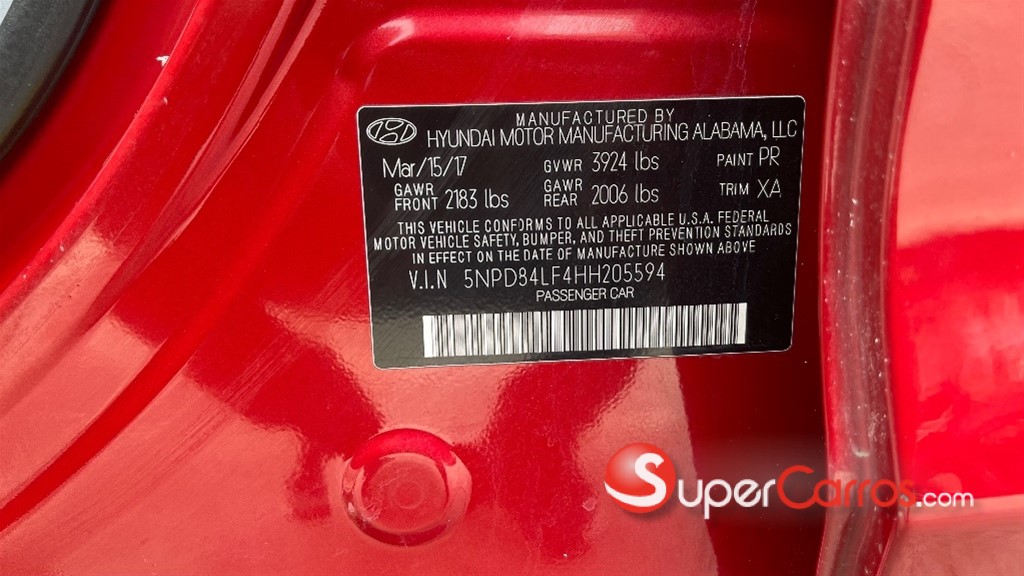 MANUFACTURED BY
HYUNDAI MOTOR MANUFACTURING ALABAMA, LLC
Mar/15/17 GVWR 3924 lbs PAINT PR
GAWR FRONT 2183 lbs GAWR REAR 2006 lbs TRIM XA
THIS VEHICLE CONFORMS TO ALL APPLICABLE U.S.A. FEDERAL
MOTOR VEHICLE SAFETY, BUMPER, AND THEFT PREVENTION STANDARDS
IN EFFECT ON THE DATE OF MANUFACTURE SHOWN ABOVE
V.I.N 5NPD84LF4HH205594
PASSENGER CAR
SuperCarros.com